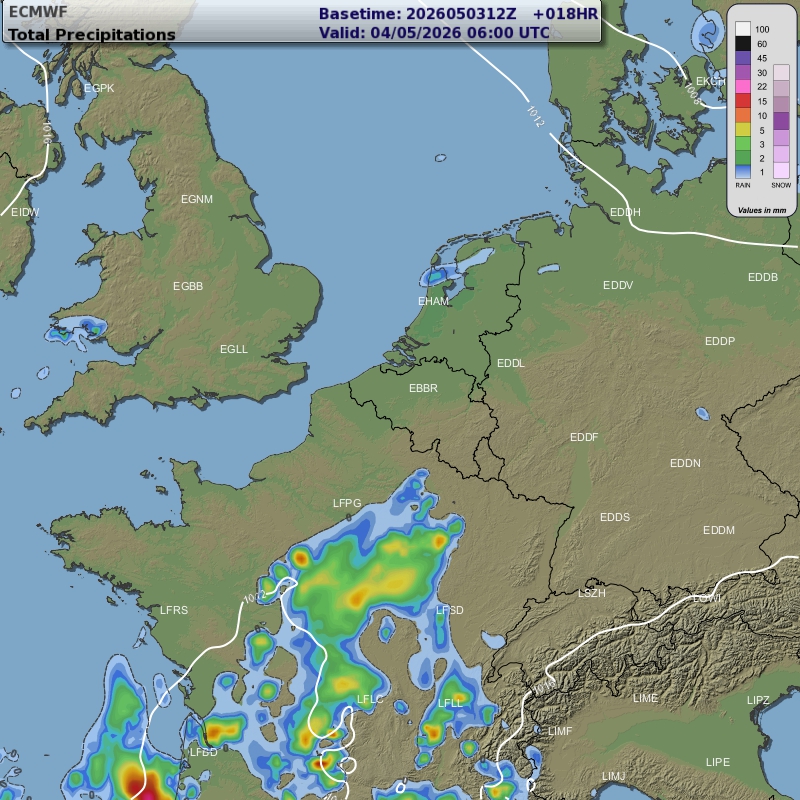 ECMWF
Basetime: 2026050312Z +018HR
Total Precipitations
Valid: 04/05/2026 06:00 UTC
100
60
45
30
22
15
10
5
3
2
1
RAIN SNOW
Values in mm
EGPK
EKCH
1008
1012
1010
EGNM
EIDW
EDDH
EGBB
EDDV
EDDB
EHAM
EGLL
EDDP
EDDL
EBBR
EDDF
EDDN
LFPG
EDDS
EDDM
LSZH
LOWI
1012
LFRS
LFSD
LIME
LIPZ
LFLC
LFLL
LIMF
LFBD
LIPE
LIMJ